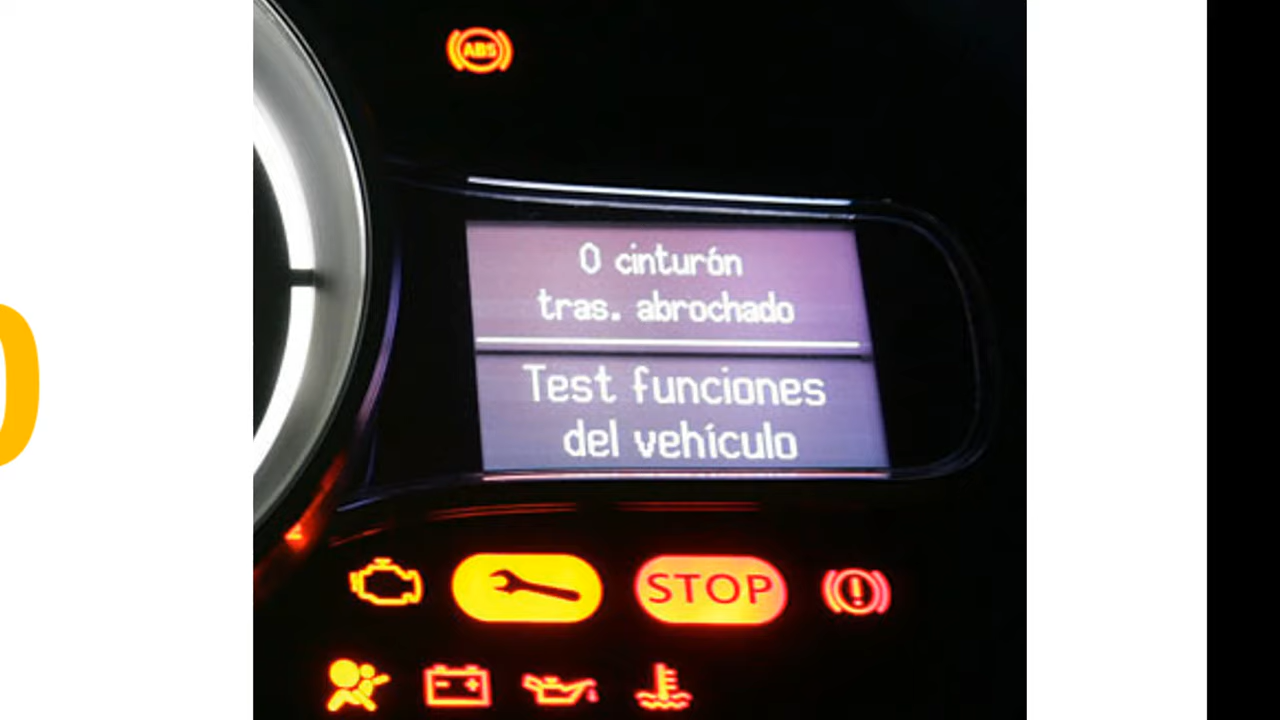 ABS
0 cinturón
tras. abrochado
Test funciones
del vehículo
STOP